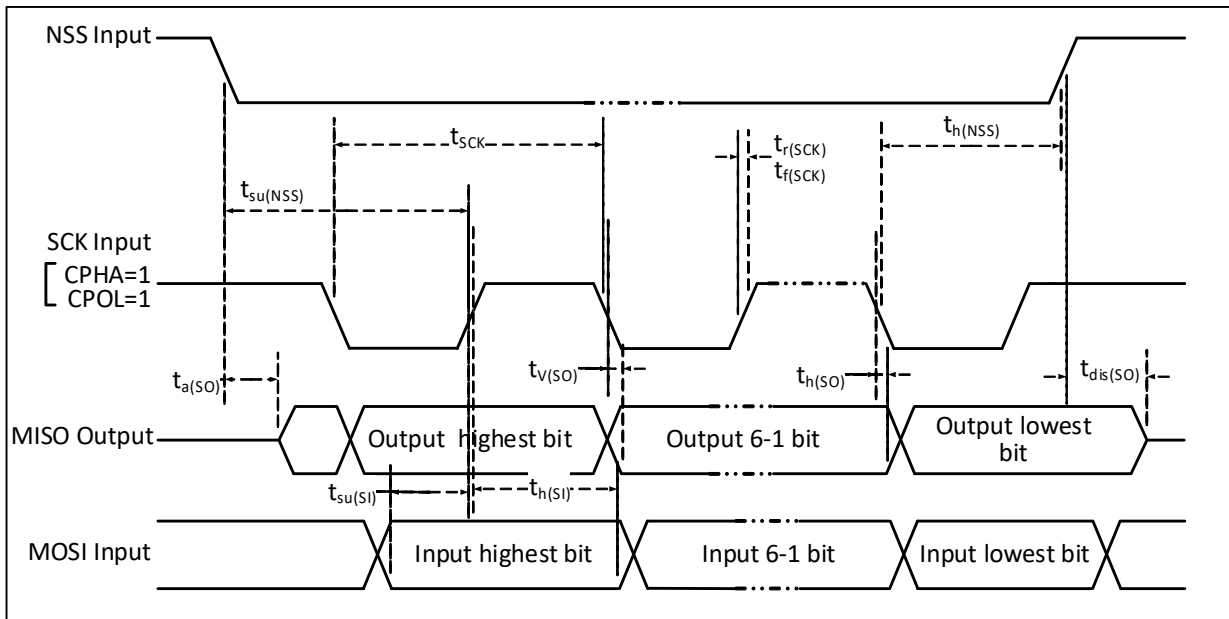 NSS Input
tSCK
th(NSS)
tr(SCK)
tf(SCK)
tsu(NSS)
SCK Input
CPHA=1
CPOL=1
ta(SO)
tV(SO)
th(SO)
tdis(SO)
MISO Output
Output highest bit
Output 6-1 bit
Output lowest
bit
tsu(SI)
th(SI)
MOSI Input
Input highest bit
Input 6-1 bit
Input lowest bit